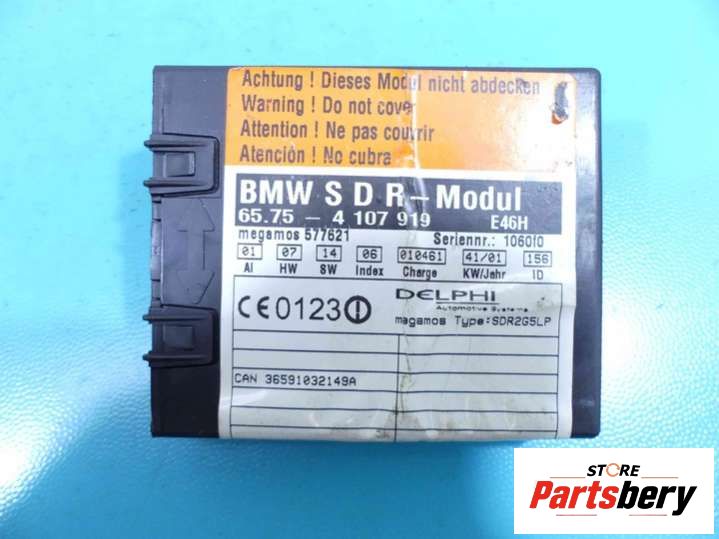 Achtung ! Dieses Modul nicht abdecken
Warning ! Do not cover
Attention ! Ne pas couvrir
Atención ! No cubra
BMW S D R - Modul
65.75 - 4 107 919 E46H
megamos 577621 Seriennr.: 1060f0
01 07 14 06 010461 41/01 156
AI HW SW Index Charge KW/Jahr ID
CE0123 DELPHI
Automotive Systems
magamos Type:SDR2G5LP
CAN 36591032149A
STORE
Partsbery